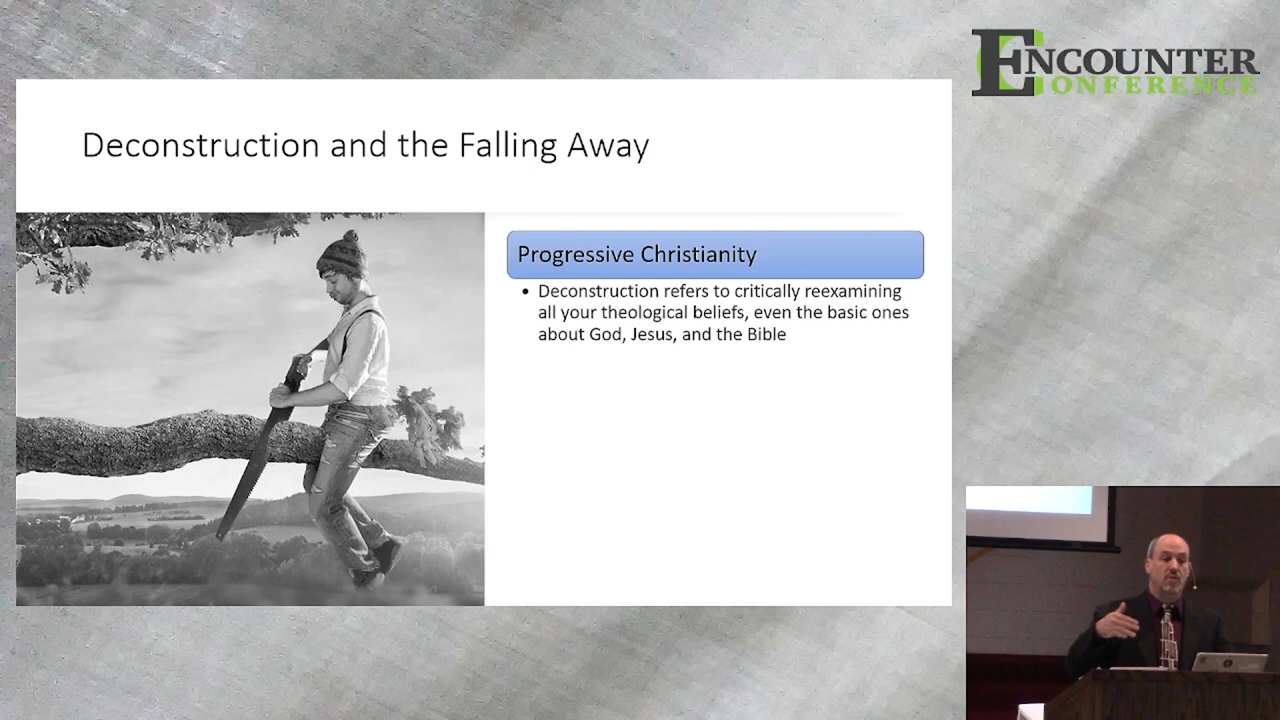 ENCOUNTER
CONFERENCE
Deconstruction and the Falling Away
Progressive Christianity
• Deconstruction refers to critically reexamining
all your theological beliefs, even the basic ones
about God, Jesus, and the Bible